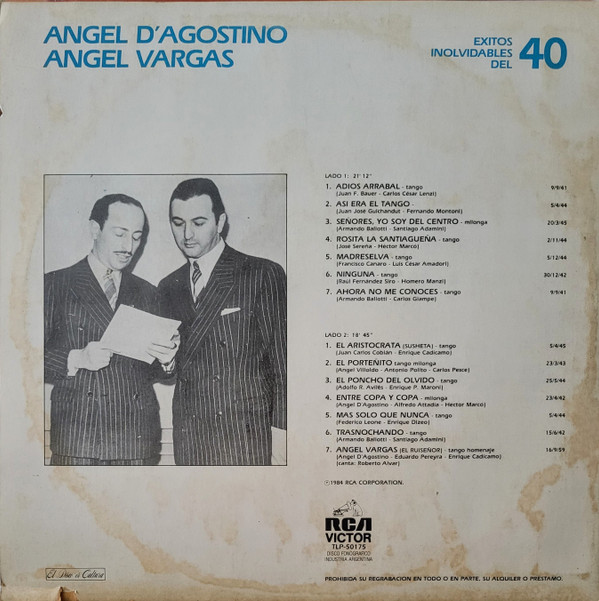 ANGEL D'AGOSTINO
ANGEL VARGAS
EXITOS
INOLVIDABLES
DEL 40
LADO 1: 21' 12"
1. ADIOS ARRABAL - tango 9/9/41
(Juan F. Bauer - Carlos César Lenzi)
2. ASI ERA EL TANGO - 5/4/44
(Juan José Guichandut - Fernando Montoni)
3. SEÑORES, YO SOY DEL CENTRO - milonga 20/3/45
(Armando Baliotti - Santiago Adamini)
4. ROSITA LA SANTIAGUEÑA - tango 2/11/44
(José Sereña - Héctor Marcó)
5. MADRESELVA - tango 5/12/44
(Francisco Canaro - Luis César Amadori)
6. NINGUNA - tango 30/12/42
(Raúl Fernández Siro - Homero Manzi)
7. AHORA NO ME CONOCES - tango 9/9/41
(Armando Baliotti - Carlos Giampe)
LADO 2: 18' 45"
1. EL ARISTOCRATA (SUSHETA) - tango 5/4/45
(Juan Carlos Cobián - Enrique Cadícamo)
2. EL PORTEÑITO tango milonga 23/3/43
(Angel Villoldo - Antonio Polito - Carlos Pesce)
3. EL PONCHO DEL OLVIDO - tango 25/5/44
(Adolfo R. Avilés - Enrique P. Maroni)
4. ENTRE COPA Y COPA - milonga 23/4/42
(Angel D'Agostino - Alfredo Attadía - Héctor Marcó)
5. MAS SOLO QUE NUNCA - tango 5/4/44
(Federico Leone - Enrique Dizeo)
6. TRASNOCHANDO - tango 15/6/42
(Armando Baliotti - Santiago Adamini)
7. ANGEL VARGAS (EL RUISEÑOR) - tango homenaje 16/9/59
(Angel D'Agostino - Eduardo Pereyra - Enrique Cadícamo)
(canta: Roberto Alvar)
℗1984 RCA CORPORATION.
RCA
VICTOR
TLP-50175
DISCO FONOGRAFICO
INDUSTRIA ARGENTINA
El Disco es Cultura
PROHIBIDA SU REGRABACION EN TODO O EN PARTE, SU ALQUILER O PRESTAMO.